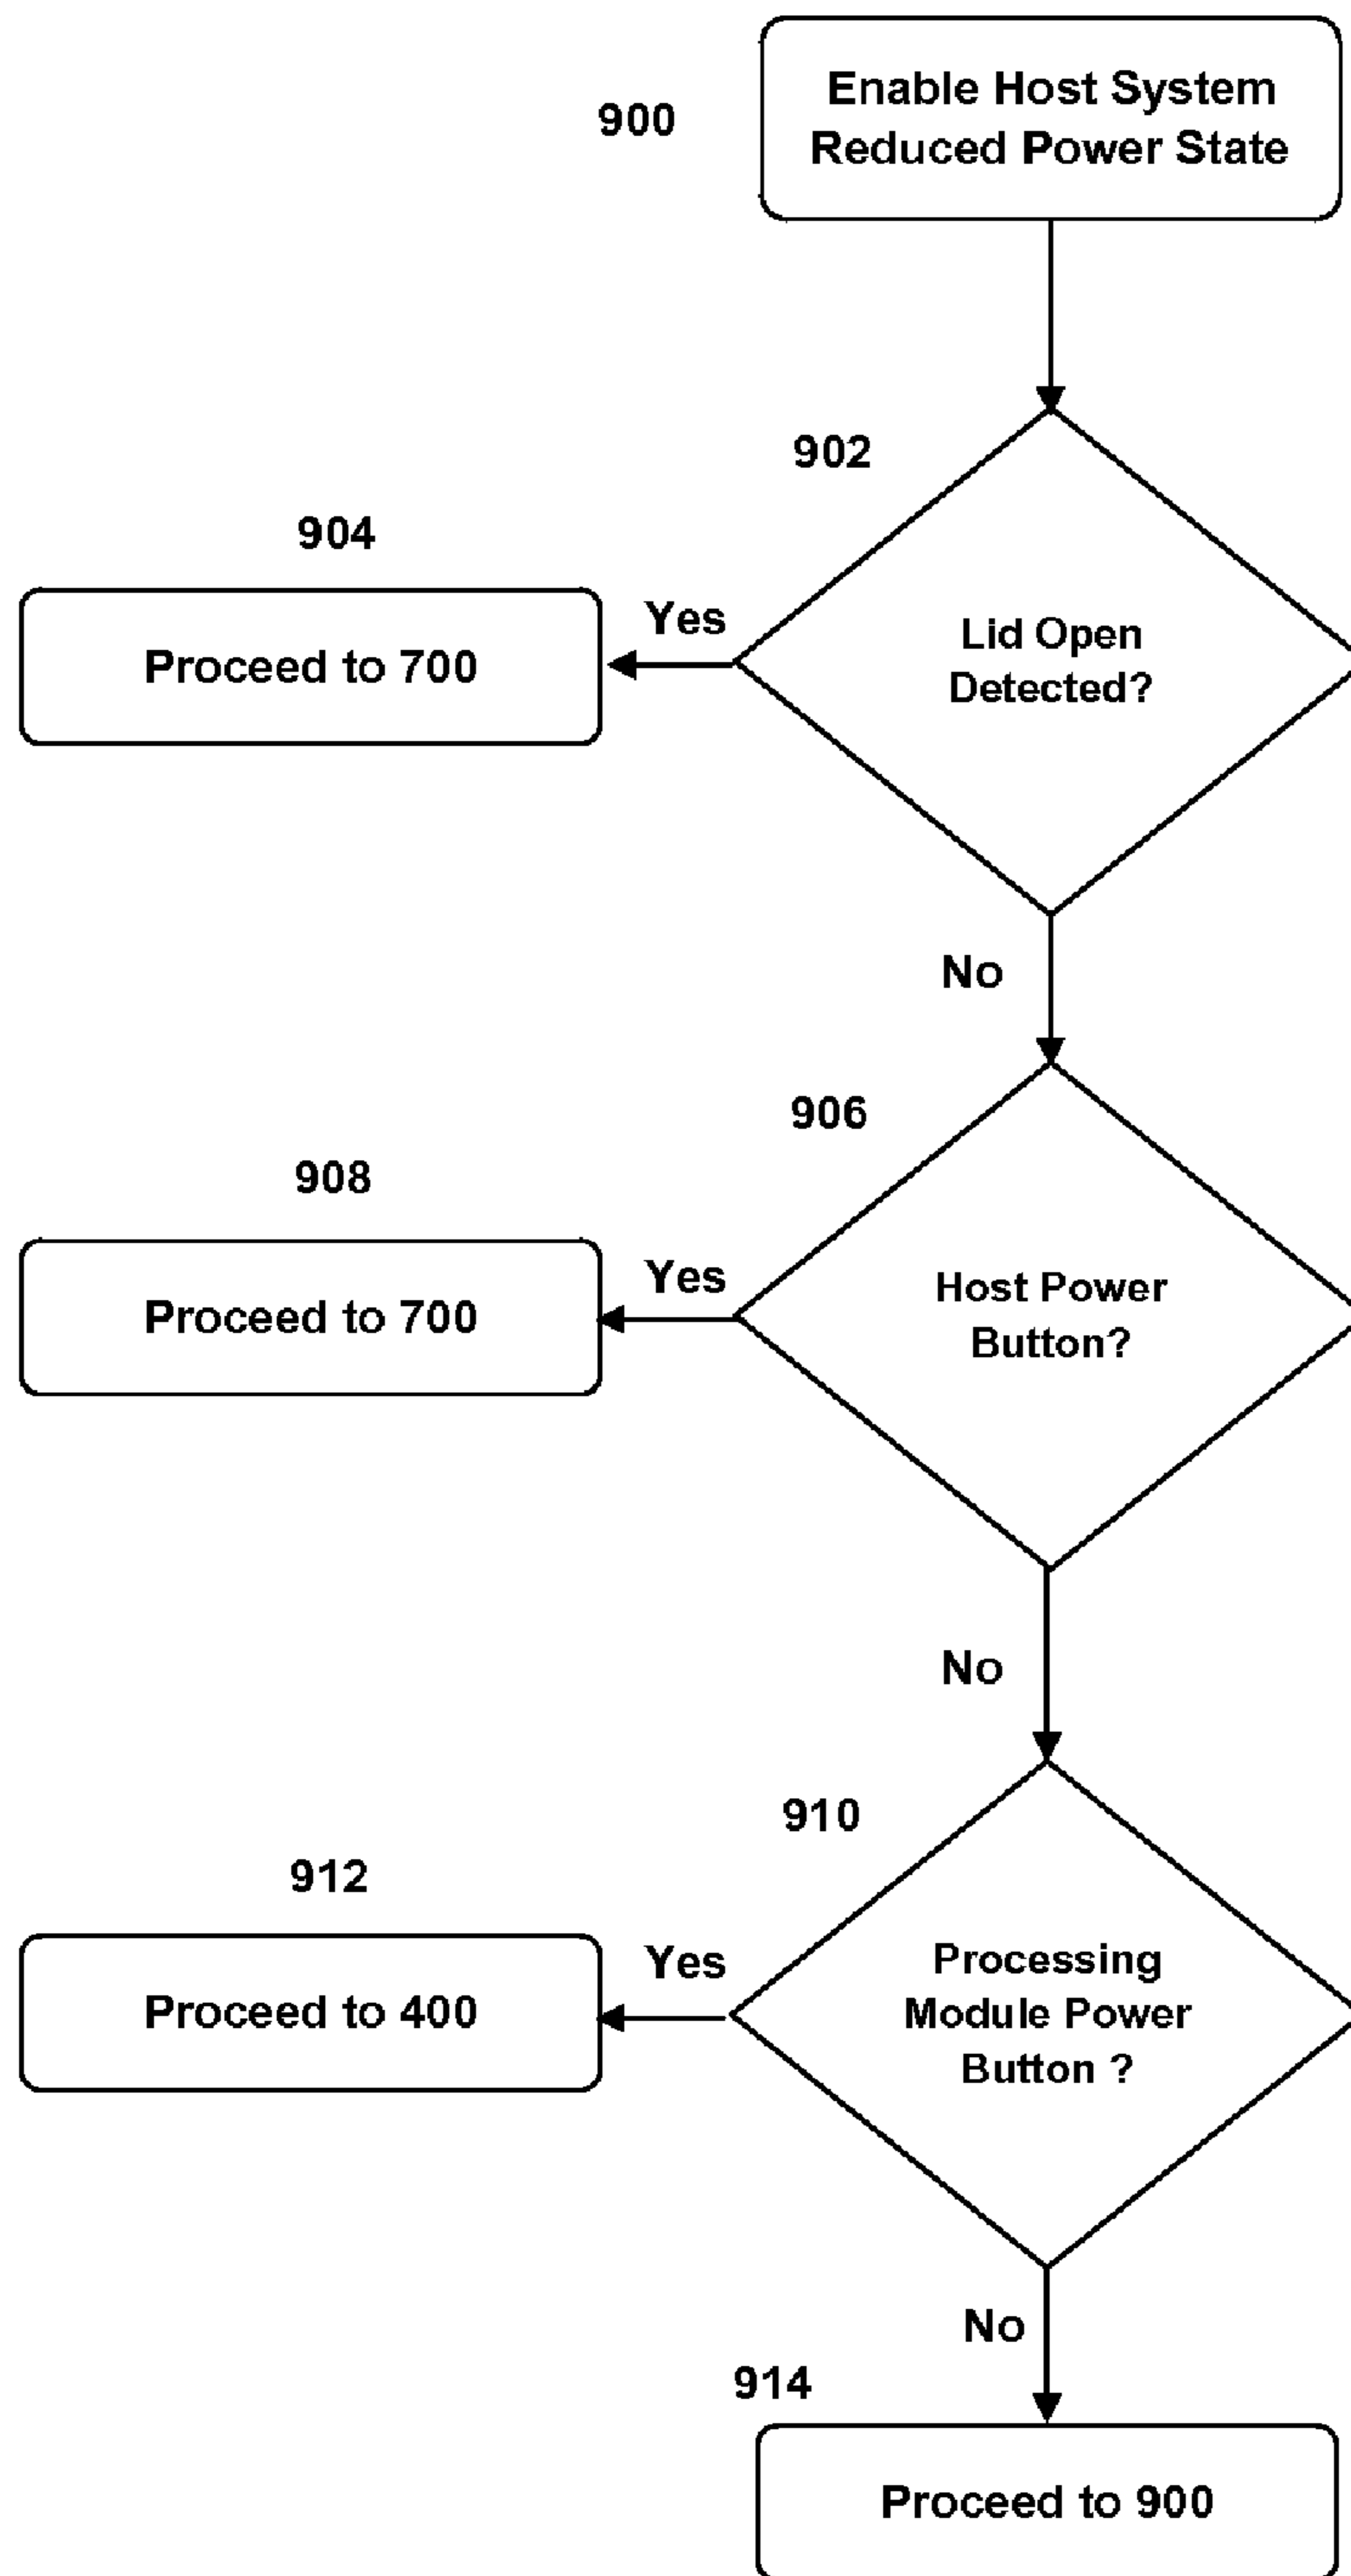 900
Enable Host System
Reduced Power State
902
904
Yes
Lid Open
Detected?
Proceed to 700
No
906
908
Yes
Host Power
Button?
Proceed to 700
No
910
912
Yes
Processing
Module Power
Button ?
Proceed to 400
No
914
Proceed to 900